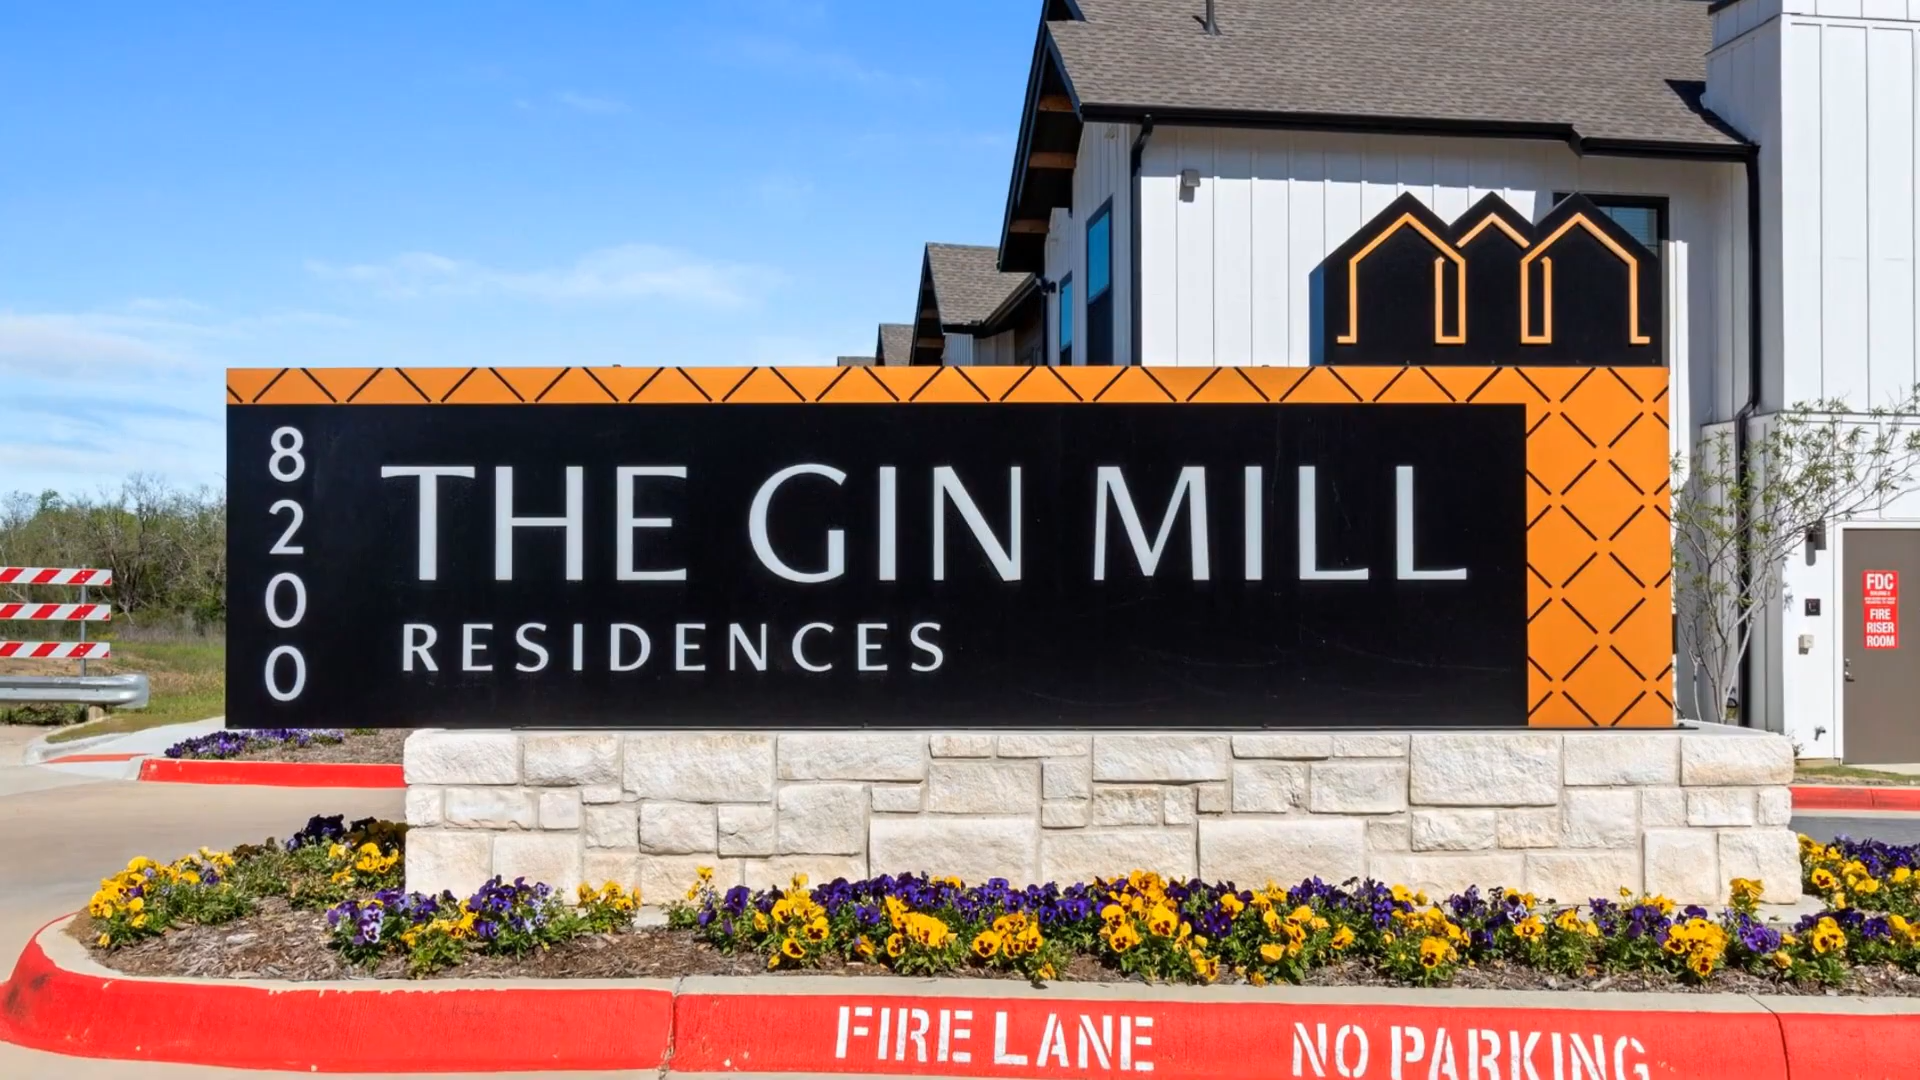 8200
THE GIN MILL
RESIDENCES
FDC
FIRE
RISER
ROOM
FIRE LANE NO PARKING